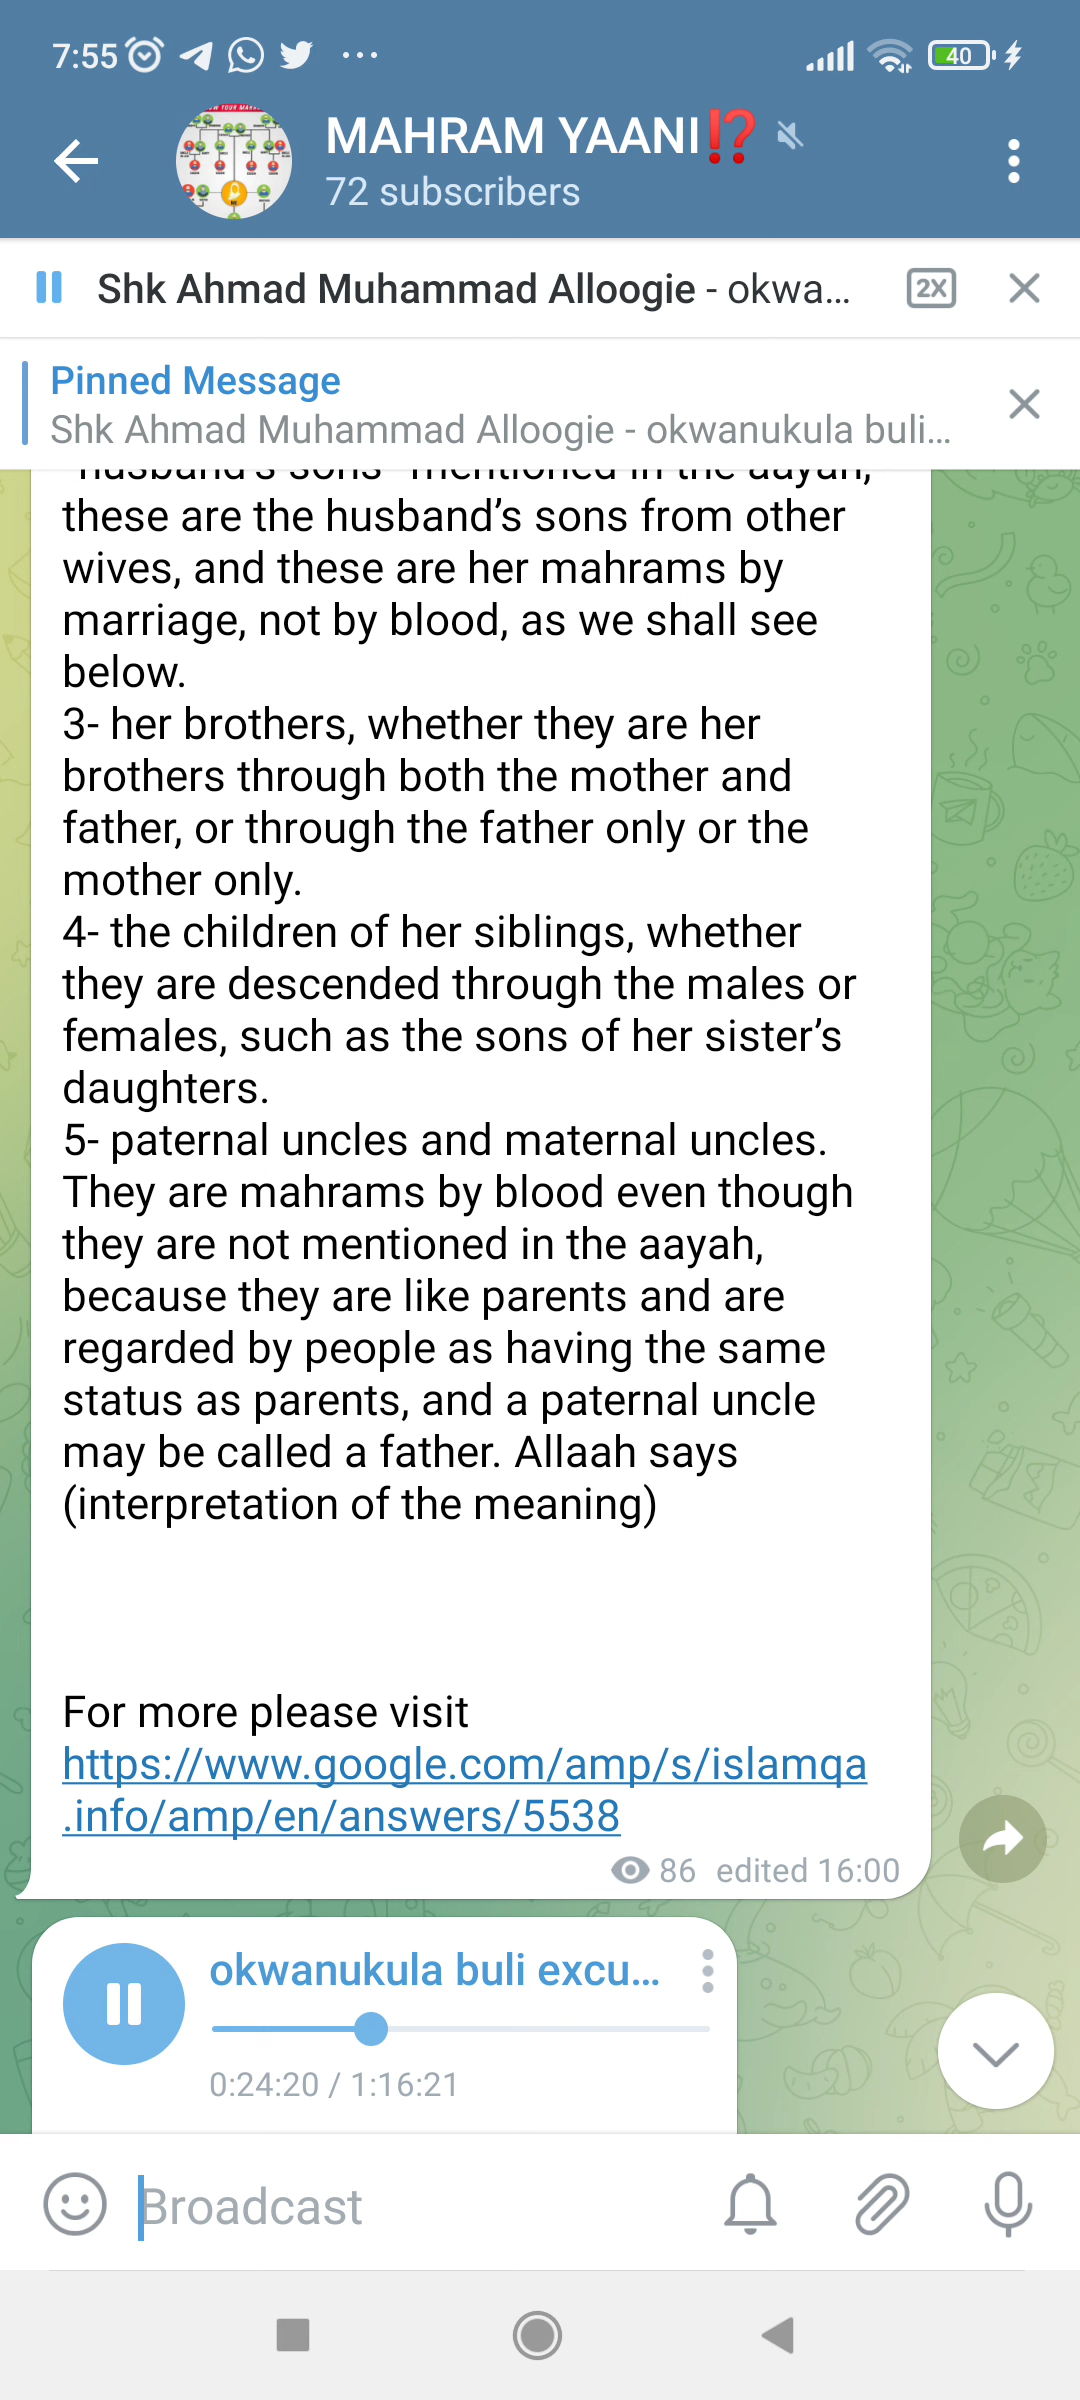 7:55 ... 40
MAHRAM YAANI⁉️
72 subscribers
Shk Ahmad Muhammad Alloogie - okwa...
2X
Pinned Message
Shk Ahmad Muhammad Alloogie - okwanukula buli...
"husband's sons" mentioned in the aayah,
these are the husband’s sons from other
wives, and these are her mahrams by
marriage, not by blood, as we shall see
below.
3- her brothers, whether they are her
brothers through both the mother and
father, or through the father only or the
mother only.
4- the children of her siblings, whether
they are descended through the males or
females, such as the sons of her sister’s
daughters.
5- paternal uncles and maternal uncles.
They are mahrams by blood even though
they are not mentioned in the aayah,
because they are like parents and are
regarded by people as having the same
status as parents, and a paternal uncle
may be called a father. Allaah says
(interpretation of the meaning)
For more please visit
https://www.google.com/amp/s/islamqa
.info/amp/en/answers/5538
86 edited 16:00
okwanukula buli excu...
0:24:20 / 1:16:21
Broadcast